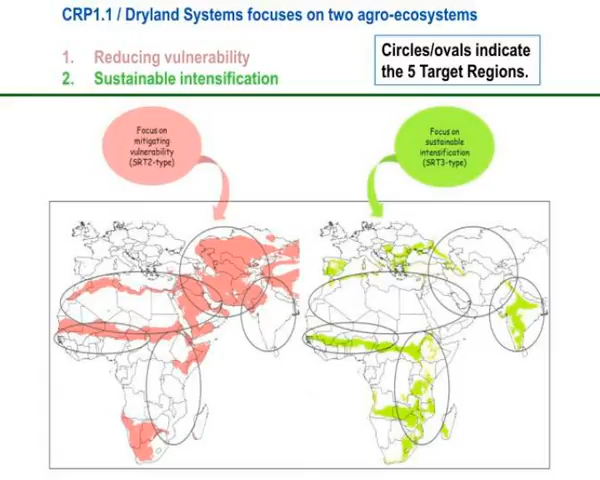 CRP1.1 / Dryland Systems focuses on two agro-ecosystems
1. Reducing vulnerability
2. Sustainable intensification
Circles/ovals indicate
the 5 Target Regions.
Focus on
mitigating
vulnerability
(SRT2-type)
Focus on
sustainable
intensification
(SRT3-type)